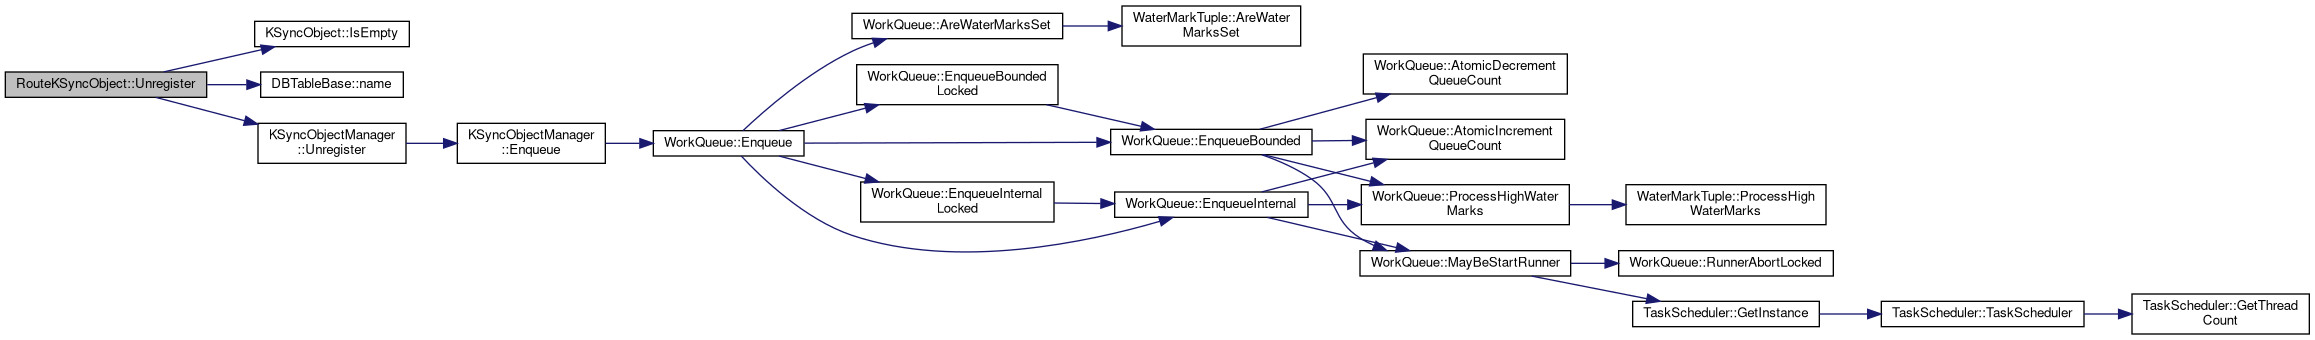 RouteKSyncObject::Unregister
KSyncObject::IsEmpty
DBTableBase::name
KSyncObjectManager
::Unregister
KSyncObjectManager
::Enqueue
WorkQueue::Enqueue
WorkQueue::AreWaterMarksSet
WaterMarkTuple::AreWater
MarksSet
WorkQueue::EnqueueBounded
Locked
WorkQueue::EnqueueBounded
WorkQueue::EnqueueInternal
Locked
WorkQueue::EnqueueInternal
WorkQueue::AtomicDecrement
QueueCount
WorkQueue::AtomicIncrement
QueueCount
WorkQueue::ProcessHighWater
Marks
WaterMarkTuple::ProcessHigh
WaterMarks
WorkQueue::MayBeStartRunner
WorkQueue::RunnerAbortLocked
TaskScheduler::GetInstance
TaskScheduler::TaskScheduler
TaskScheduler::GetThread
Count